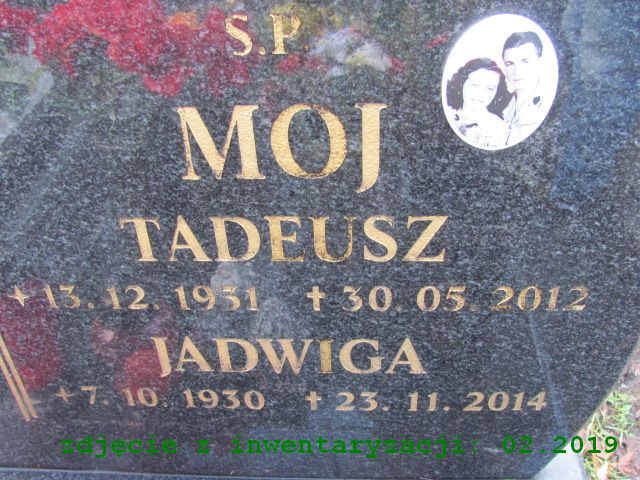 S.P.
MOJ
TADEUSZ
+ 13. 12. 1931 ✝ 30. 05. 2012
JADWIGA
+ 7. 10. 1930 ✝ 23. 11. 2014
zdjęcie z inwentaryzacji: 02.2019